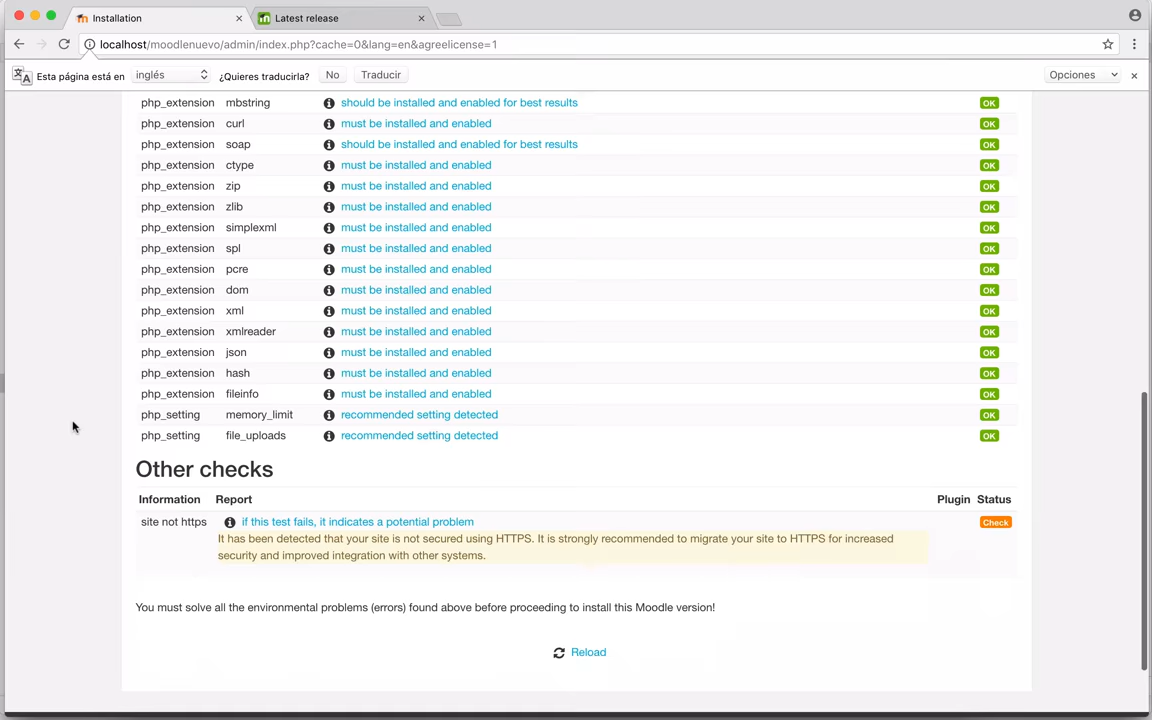 Installation
Latest release
localhost/moodlenuevo/admin/index.php?cache=0&lang=en&agreelicense=1
Esta página está en inglés ¿Quieres traducirla? No Traducir Opciones
php_extension mbstring should be installed and enabled for best results OK
php_extension curl must be installed and enabled OK
php_extension soap should be installed and enabled for best results OK
php_extension ctype must be installed and enabled OK
php_extension zip must be installed and enabled OK
php_extension zlib must be installed and enabled OK
php_extension simplexml must be installed and enabled OK
php_extension spl must be installed and enabled OK
php_extension pcre must be installed and enabled OK
php_extension dom must be installed and enabled OK
php_extension xml must be installed and enabled OK
php_extension xmlreader must be installed and enabled OK
php_extension json must be installed and enabled OK
php_extension hash must be installed and enabled OK
php_extension fileinfo must be installed and enabled OK
php_setting memory_limit recommended setting detected OK
php_setting file_uploads recommended setting detected OK
Other checks
Information Report Plugin Status
site not https if this test fails, it indicates a potential problem Check
It has been detected that your site is not secured using HTTPS. It is strongly recommended to migrate your site to HTTPS for increased
security and improved integration with other systems.
You must solve all the environmental problems (errors) found above before proceeding to install this Moodle version!
Reload